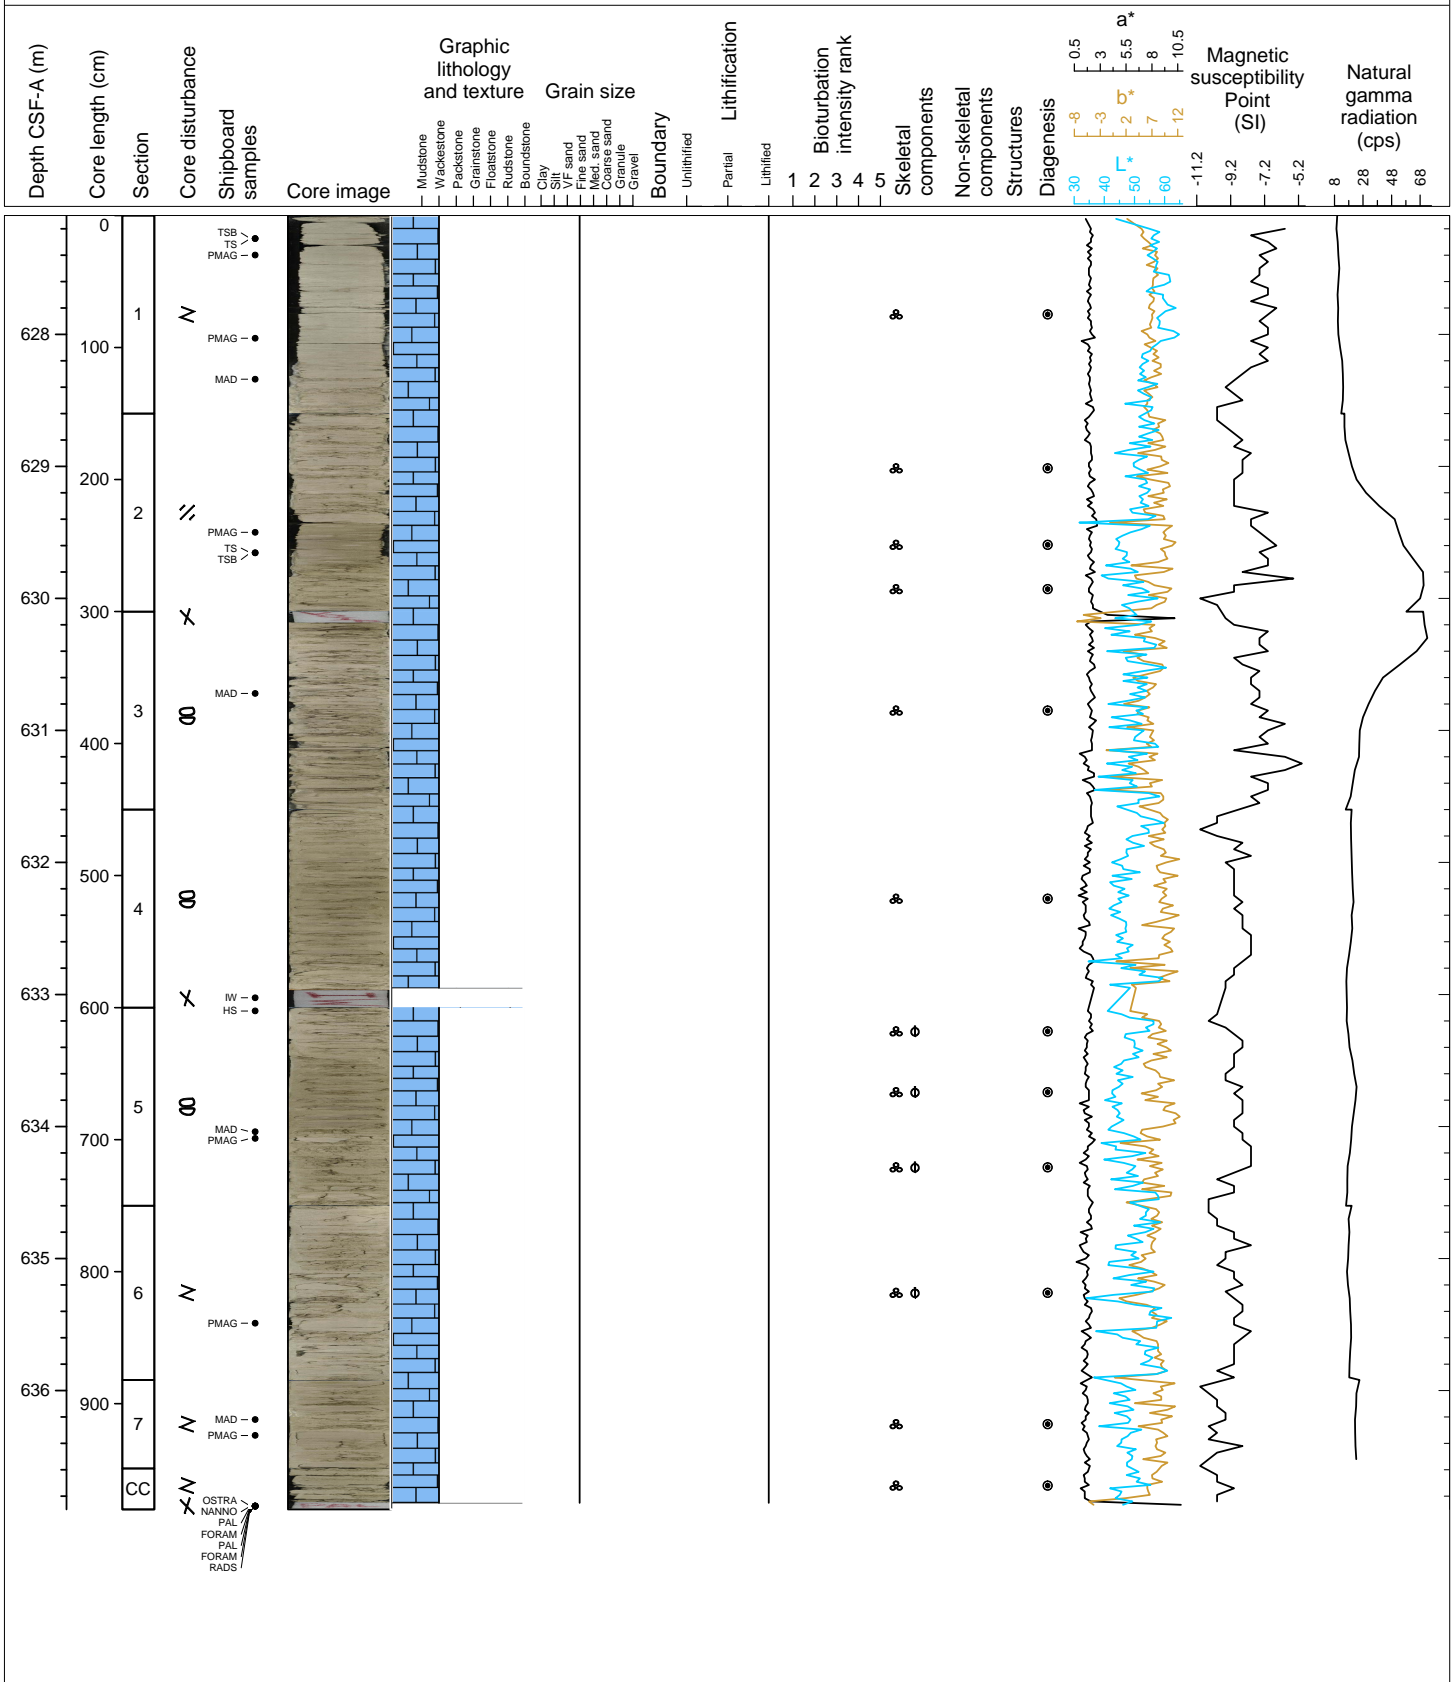 Depth CSF-A (m)
Core length (cm)
Section
Core disturbance
Shipboard
samples
Core image
Graphic
lithology
and texture
Mudstone
Wackestone
Packstone
Grainstone
Floatstone
Rudstone
Boundstone
Grain size
Clay
Silt
VF sand
Fine sand
Med. sand
Coarse sand
Granule
Gravel
Boundary
Lithification
Unlithified
Partial
Lithified
Bioturbation
intensity rank
1 2 3 4 5
Skeletal
components
Non-skeletal
components
Structures
Diagenesis
a*
0.5 3 5.5 8 10.5
b*
-8 -3 2 7 12
L*
30 40 50 60
Magnetic
susceptibility
Point
(SI)
-11.2 -9.2 -7.2 -5.2
Natural
gamma
radiation
(cps)
8 28 48 68
0
TSB
TS
PMAG
1
628
PMAG
100
MAD
629
200
2
PMAG
TS
TSB
630
300
MAD
3
631
400
632
500
4
633
IW
600
HS
5
634
MAD
700
PMAG
635
800
6
PMAG
636
900
7
MAD
PMAG
CC
OSTRA
NANNO
PAL
FORAM
PAL
FORAM
RADS